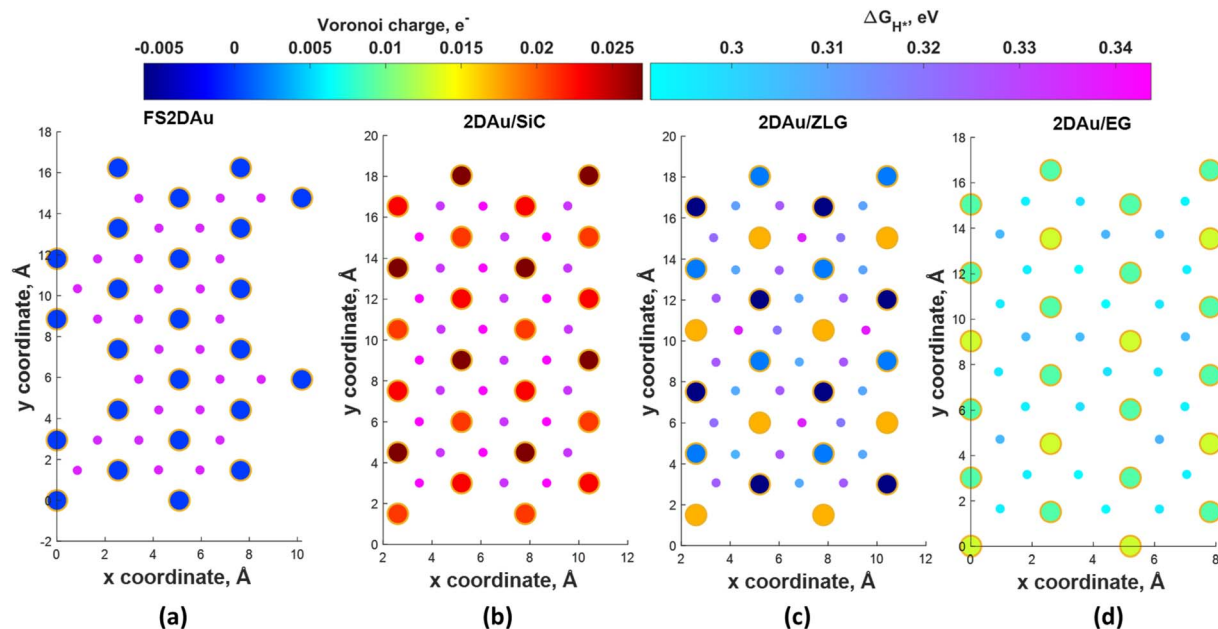 Voronoi charge, e-
ΔG_H*, eV
-0.005 0 0.005 0.01 0.015 0.02 0.025
0.3 0.31 0.32 0.33 0.34
FS2DAu
2DAu/SiC
2DAu/ZLG
2DAu/EG
18
16
14
12
10
8
6
4
2
0
-2
y coordinate, Å
0 2 4 6 8 10
x coordinate, Å
(a)
20
18
16
14
12
10
8
6
4
2
0
y coordinate, Å
2 4 6 8 10 12
x coordinate, Å
(b)
20
18
16
14
12
10
8
6
4
2
0
y coordinate, Å
2 4 6 8 10 12
x coordinate, Å
(c)
18
16
14
12
10
8
6
4
2
0
y coordinate, Å
0 2 4 6 8
x coordinate, Å
(d)